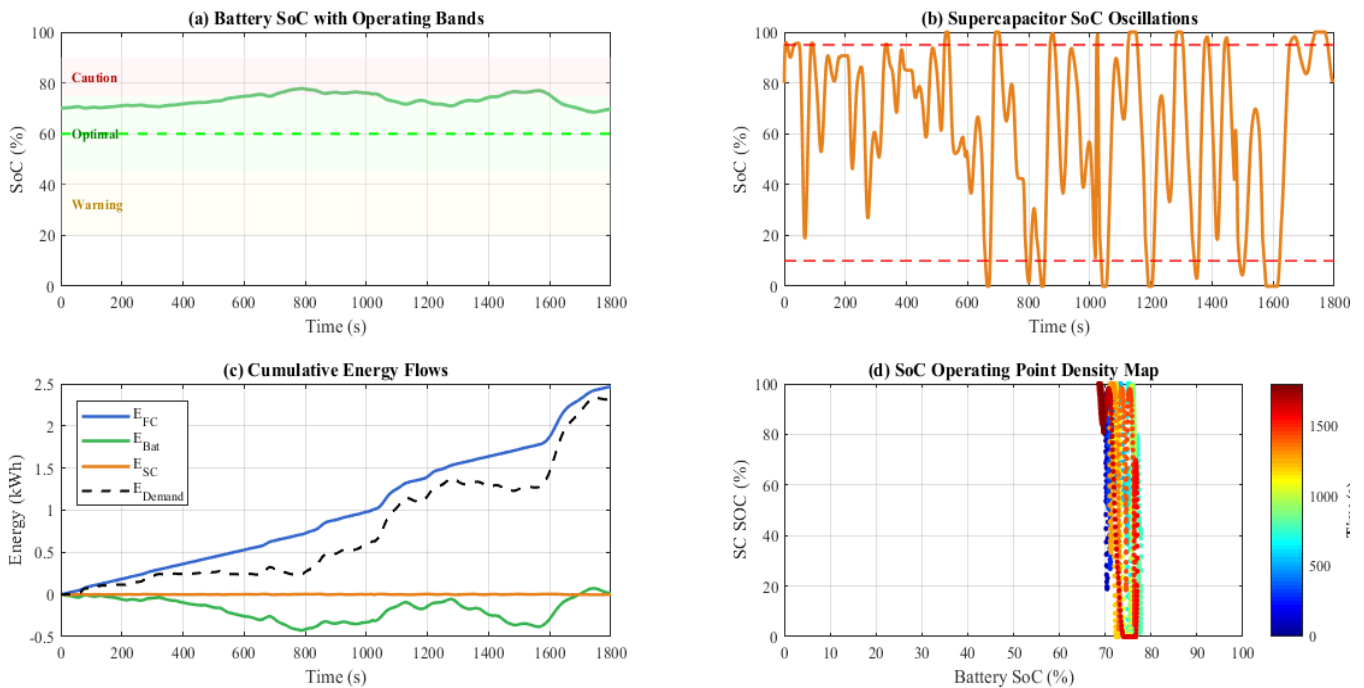 (a) Battery SoC with Operating Bands
100
80
60
40
20
0
SoC (%)
Caution
Optimal
Warning
0 200 400 600 800 1000 1200 1400 1600 1800
Time (s)
(b) Supercapacitor SoC Oscillations
100
80
60
40
20
0
SoC (%)
0 200 400 600 800 1000 1200 1400 1600 1800
Time (s)
(c) Cumulative Energy Flows
2.5
2
1.5
1
0.5
0
-0.5
Energy (kWh)
E_FC
E_Bat
E_SC
E_Demand
0 200 400 600 800 1000 1200 1400 1600 1800
Time (s)
(d) SoC Operating Point Density Map
100
80
60
40
20
0
SC SOC (%)
0 10 20 30 40 50 60 70 80 90 100
Battery SoC (%)
1500
1000
500
0